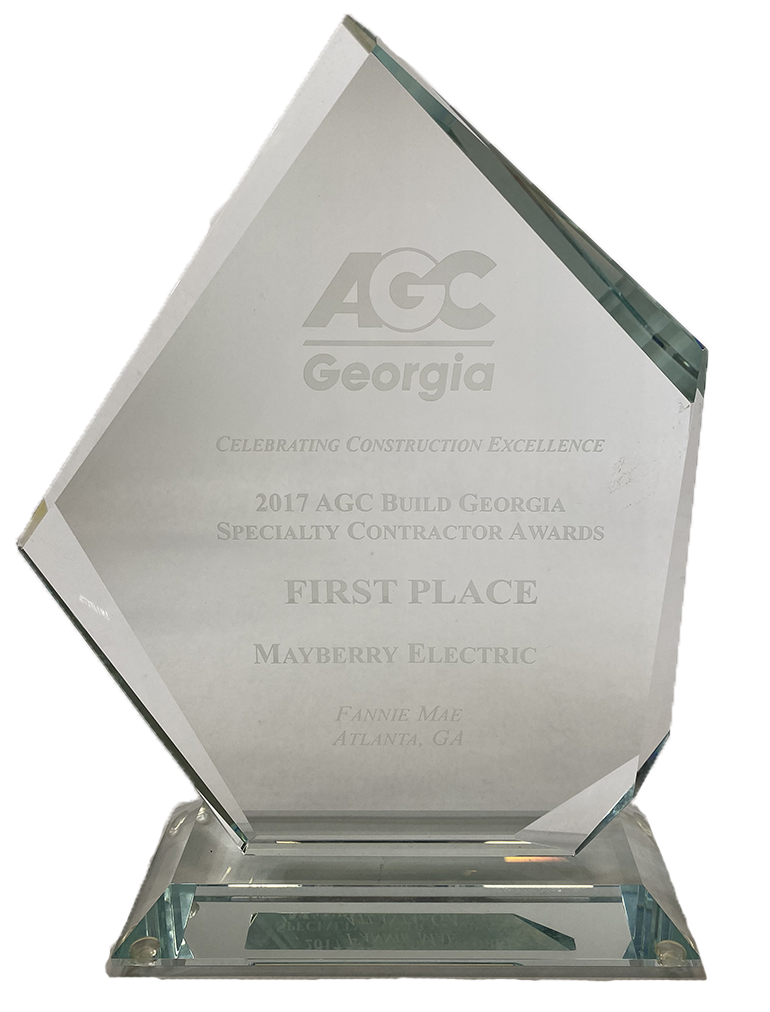 AGC
Georgia
CELEBRATING CONSTRUCTION EXCELLENCE
2017 AGC BUILD GEORGIA
SPECIALTY CONTRACTOR AWARDS
FIRST PLACE
MAYBERRY ELECTRIC
FANNIE MAE
ATLANTA, GA